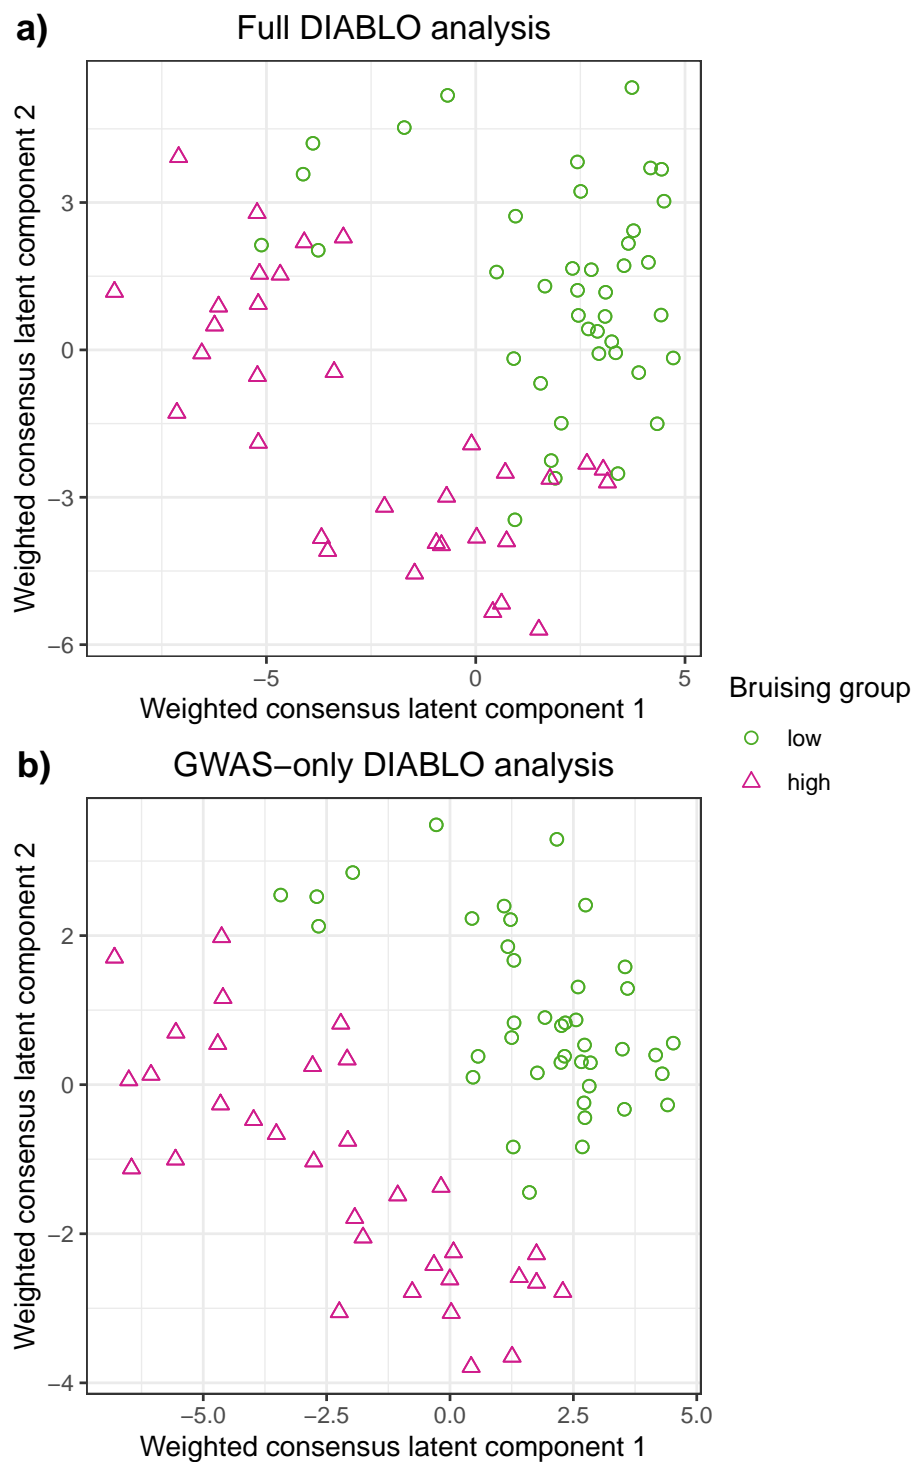 a)
Full DIABLO analysis
Weighted consensus latent component 2
3
0
−3
−6
−5
0
5
Weighted consensus latent component 1
Bruising group
low
high
b)
GWAS−only DIABLO analysis
Weighted consensus latent component 2
2
0
−2
−4
−5.0
−2.5
0.0
2.5
5.0
Weighted consensus latent component 1